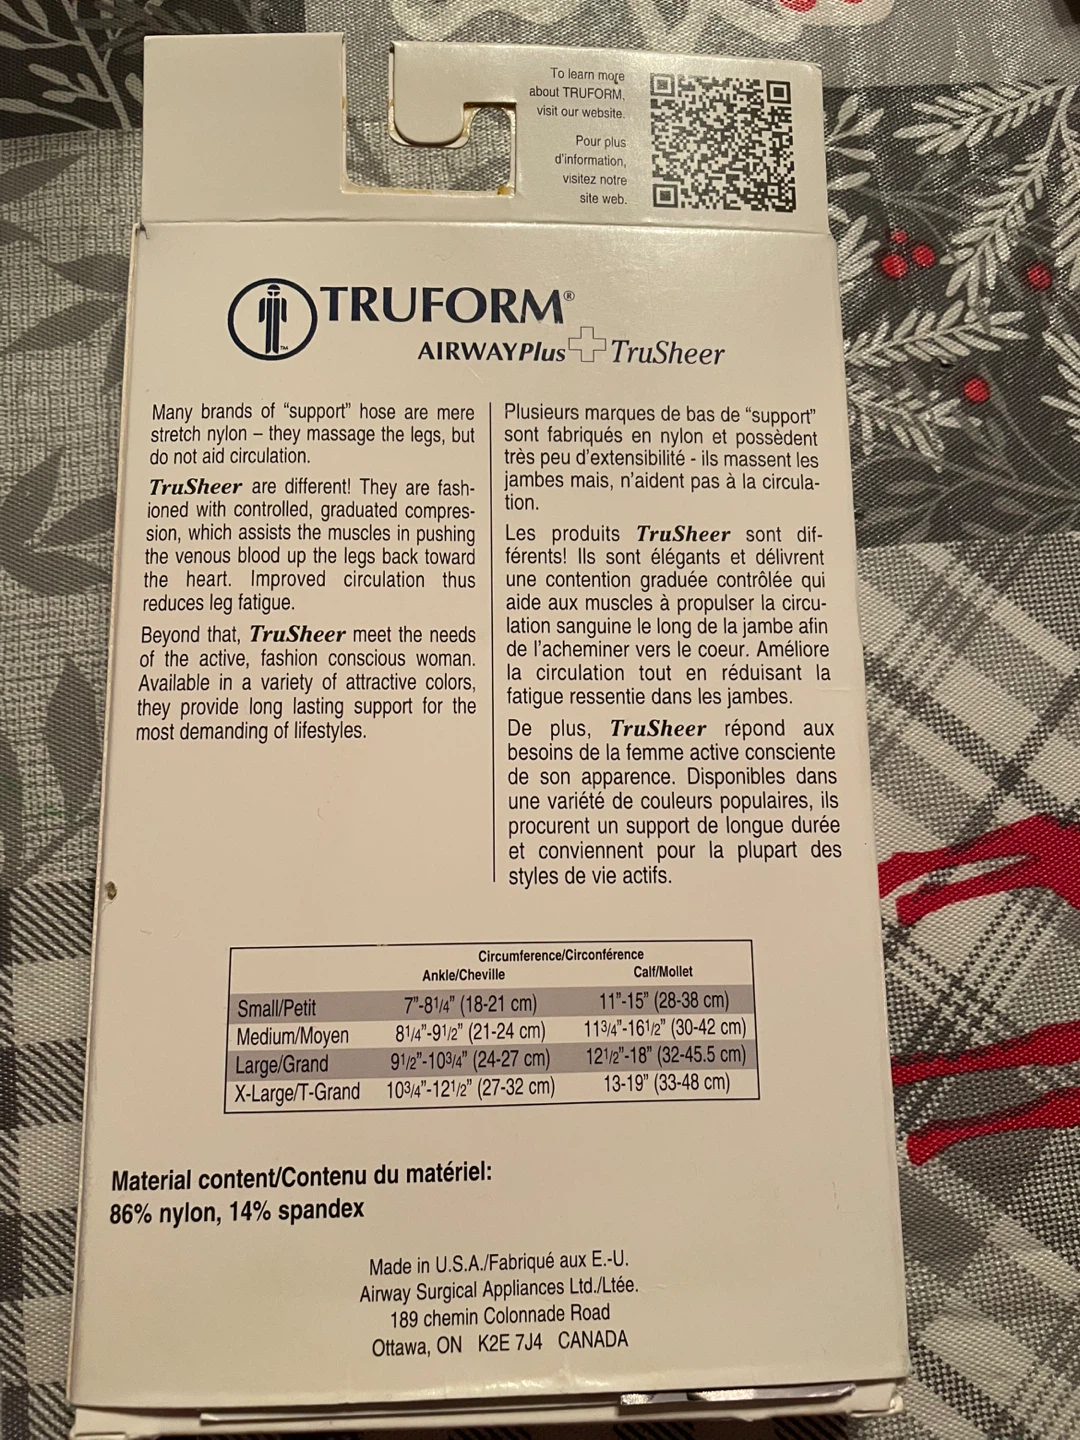 To learn more
about TRUFORM,
visit our website.
Pour plus
d'information,
visitez notre
site web.
TRUFORM®
TM
AIRWAYPlus TruSheer
Many brands of “support” hose are mere
stretch nylon – they massage the legs, but
do not aid circulation.
TruSheer are different! They are fash-
ioned with controlled, graduated compres-
sion, which assists the muscles in pushing
the venous blood up the legs back toward
the heart. Improved circulation thus
reduces leg fatigue.
Beyond that, TruSheer meet the needs
of the active, fashion conscious woman.
Available in a variety of attractive colors,
they provide long lasting support for the
most demanding of lifestyles.
Plusieurs marques de bas de “support”
sont fabriqués en nylon et possèdent
très peu d'extensibilité - ils massent les
jambes mais, n'aident pas à la circula-
tion.
Les produits TruSheer sont dif-
férents! Ils sont élégants et délivrent
une contention graduée contrôlée qui
aide aux muscles à propulser la circu-
lation sanguine le long de la jambe afin
de l'acheminer vers le coeur. Améliore
la circulation tout en réduisant la
fatigue ressentie dans les jambes.
De plus, TruSheer répond aux
besoins de la femme active consciente
de son apparence. Disponibles dans
une variété de couleurs populaires, ils
procurent un support de longue durée
et conviennent pour la plupart des
styles de vie actifs.
Circumference/Circonférence
Ankle/Cheville Calf/Mollet
Small/Petit 7”-81/4” (18-21 cm) 11”-15” (28-38 cm)
Medium/Moyen 81/4”-91/2” (21-24 cm) 113/4”-161/2” (30-42 cm)
Large/Grand 91/2”-103/4” (24-27 cm) 121/2”-18” (32-45.5 cm)
X-Large/T-Grand 103/4”-121/2” (27-32 cm) 13-19” (33-48 cm)
Material content/Contenu du matériel:
86% nylon, 14% spandex
Made in U.S.A./Fabriqué aux E.-U.
Airway Surgical Appliances Ltd./Ltée.
189 chemin Colonnade Road
Ottawa, ON K2E 7J4 CANADA